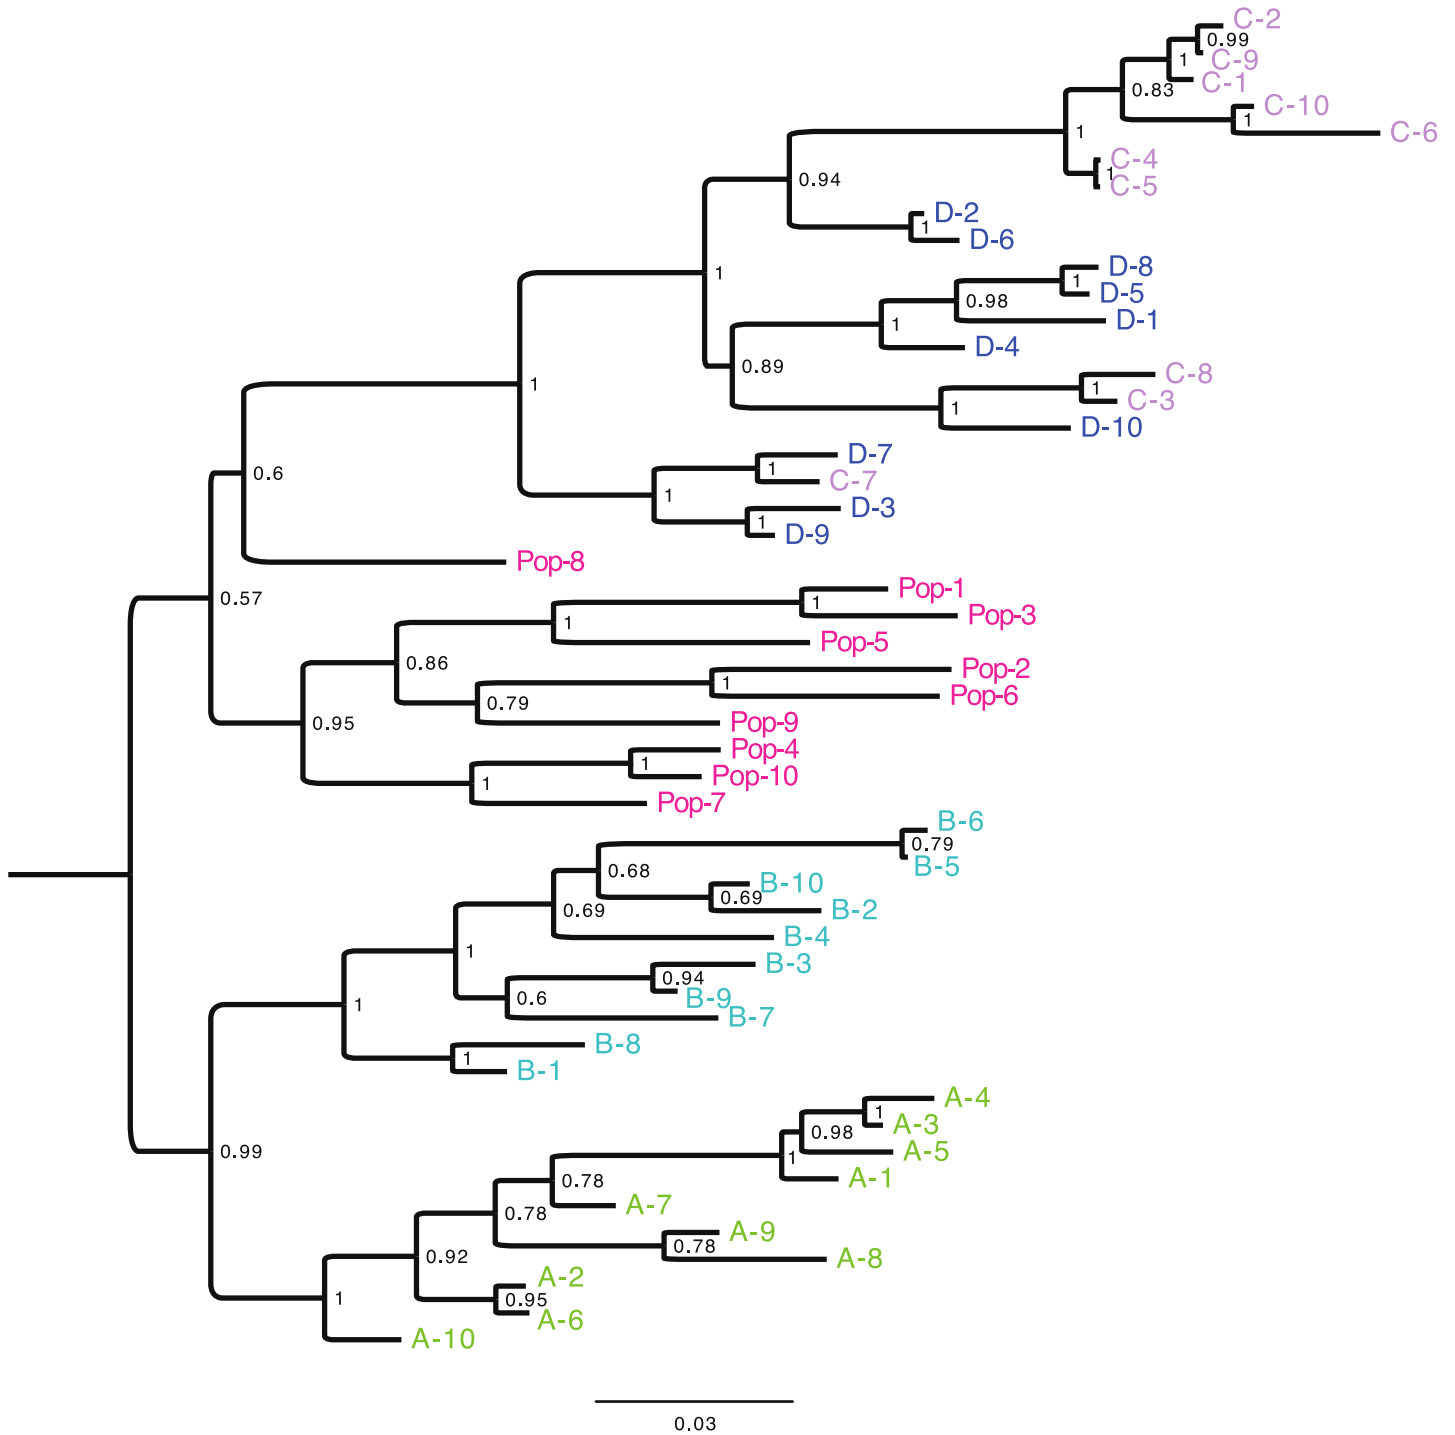 C-2
0.99
C-9
1
C-1
0.83
C-10
1
C-6
1
C-4
1
C-5
0.94
D-2
1
D-6
1
D-8
1
D-5
0.98
D-1
1
D-4
0.89
C-8
1
C-3
1
D-10
1
D-7
1
C-7
1
D-3
1
D-9
0.6
Pop-8
0.57
Pop-1
1
Pop-3
1
Pop-5
0.86
Pop-2
1
Pop-6
0.79
Pop-9
0.95
Pop-4
1
Pop-10
1
Pop-7
B-6
0.79
B-5
0.68
B-10
0.69
B-2
0.69
B-4
1
B-3
0.94
B-9
0.6
B-7
1
B-8
1
B-1
0.99
A-4
1
A-3
0.98
A-5
1
A-1
0.78
A-7
0.78
A-9
0.78
A-8
0.92
A-2
0.95
A-6
1
A-10
0.03